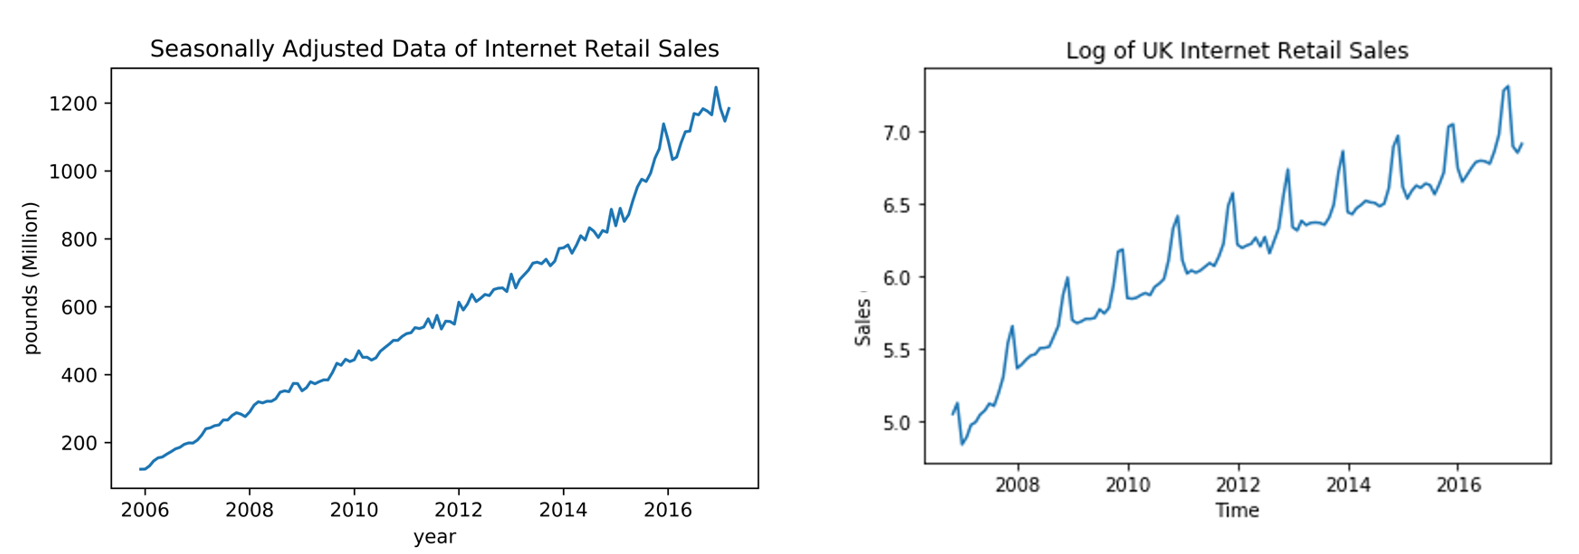 Seasonally Adjusted Data of Internet Retail Sales
pounds (Million)
1200
1000
800
600
400
200
2006 2008 2010 2012 2014 2016
year
Log of UK Internet Retail Sales
Sales
7.0
6.5
6.0
5.5
5.0
2008 2010 2012 2014 2016
Time